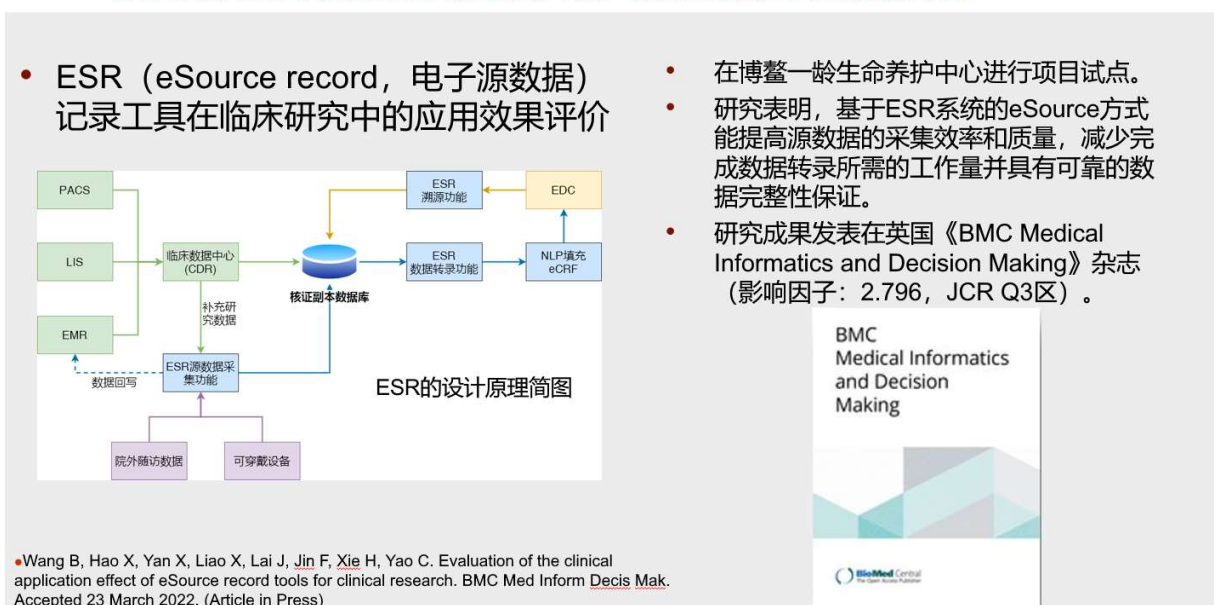 • ESR（eSource record，电子源数据）
记录工具在临床研究中的应用效果评价
PACS
LIS
EMR
临床数据中心
(CDR)
补充研
究数据
ESR源数据采
集功能
数据回写
院外随访数据
可穿戴设备
核证副本数据库
ESR
溯源功能
EDC
ESR
数据转录功能
NLP填充
eCRF
ESR的设计原理简图
•Wang B, Hao X, Yan X, Liao X, Lai J, Jin F, Xie H, Yao C. Evaluation of the clinical
application effect of eSource record tools for clinical research. BMC Med Inform Decis Mak.
Accepted 23 March 2022. (Article in Press)
• 在博鳌一龄生命养护中心进行项目试点。
• 研究表明，基于ESR系统的eSource方式
能提高源数据的采集效率和质量，减少完
成数据转录所需的工作量并具有可靠的数
据完整性保证。
• 研究成果发表在英国《BMC Medical
Informatics and Decision Making》杂志
（影响因子：2.796，JCR Q3区）。
BMC
Medical Informatics
and Decision
Making
BioMed Central
The Open Access Publisher